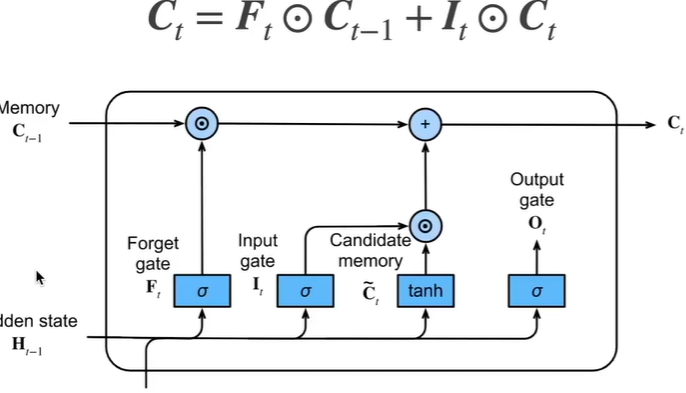 C_t = F_t ⊙ C_{t−1} + I_t ⊙ C_t
Memory
C_{t−1}
C_t
Output
gate
O_t
Forget
gate
F_t
σ
Input
gate
I_t
σ
Candidate
memory
C̃_t
tanh
σ
dden state
H_{t−1}